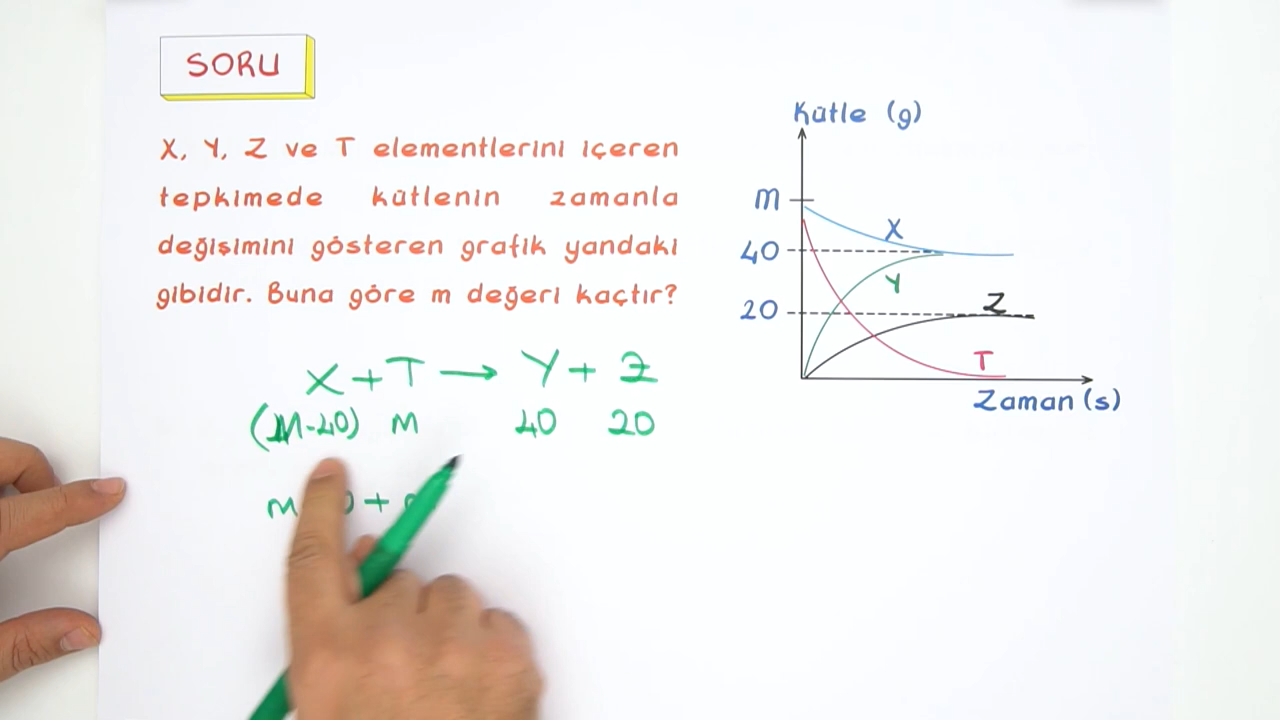 SORU
X, Y, Z ve T elementlerini içeren
tepkimede kütlenin zamanla
değişimini gösteren grafik yandaki
gibidir. Buna göre m değeri kaçtır?
X + T → Y + Z
(m-40) m 40 20
m +
Kütle (g)
m
40
20
X
Y
Z
T
Zaman (s)